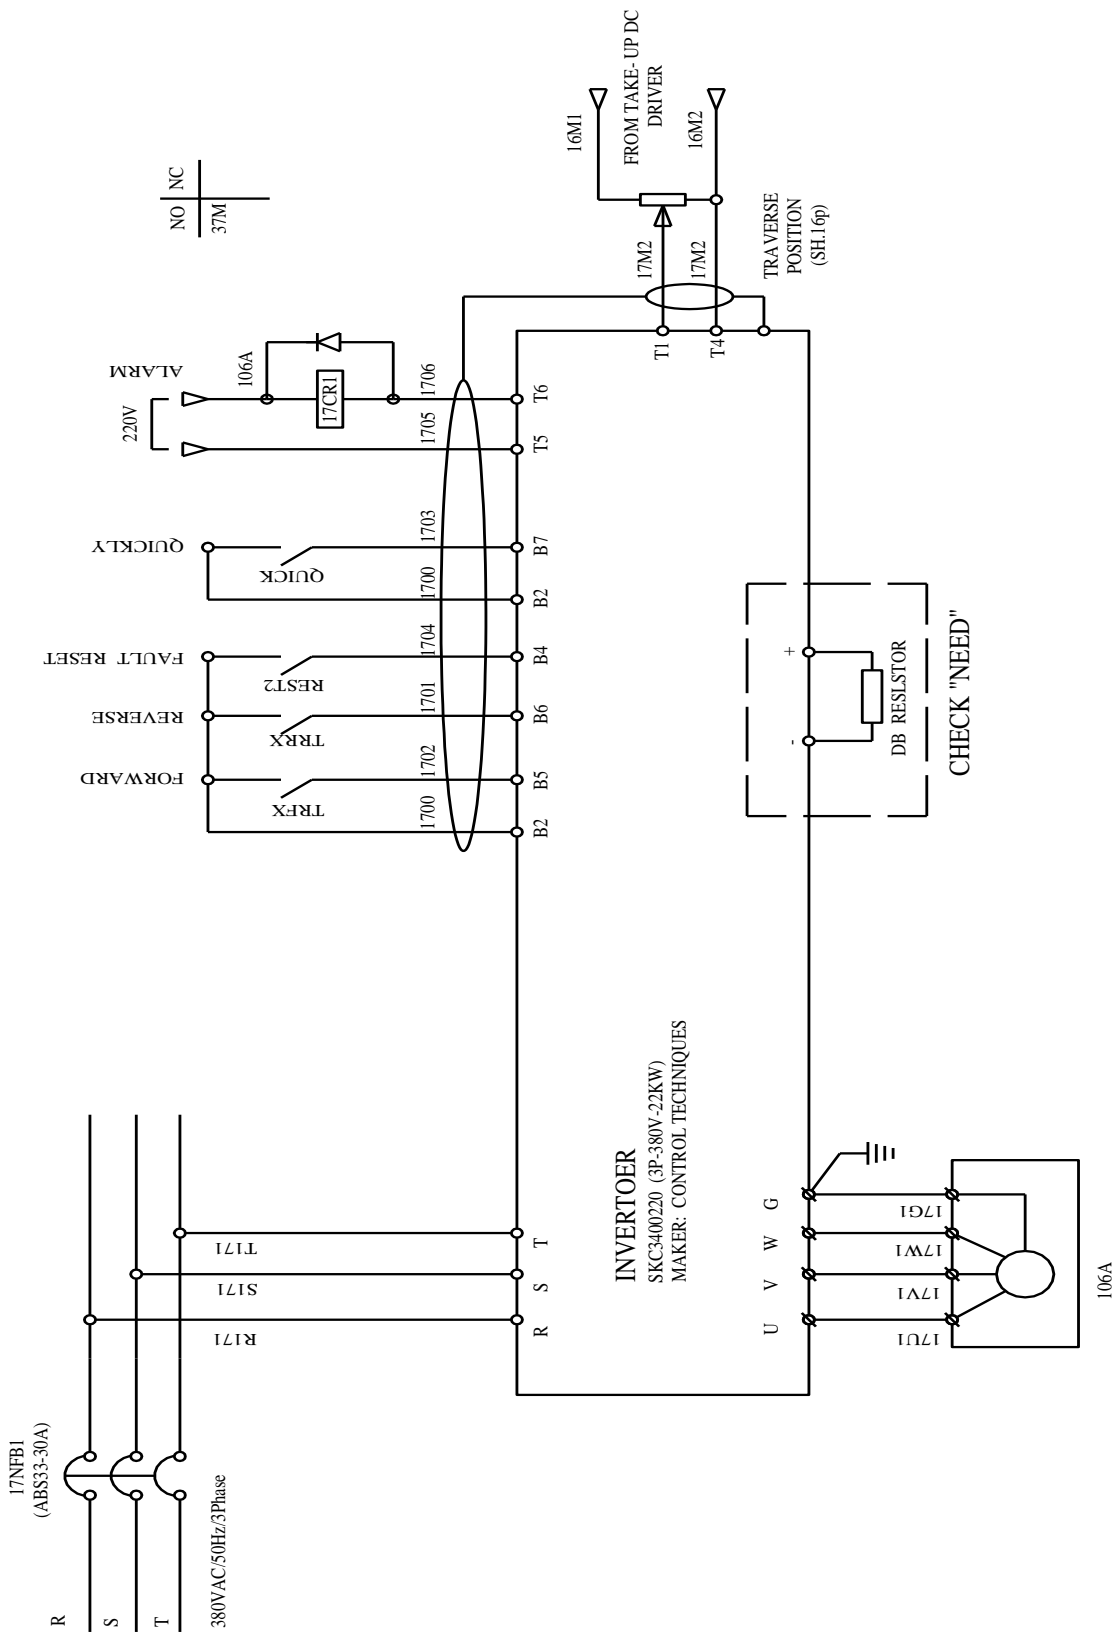 17NFB1
(ABS33-30A)
R
S
T
380VAC/50Hz/3Phase
R171
S171
T171
R
S
T
INVERTOER
SKC3400220 (3P-380V-22KW)
MAKER: CONTROL TECHNIQUES
U
V
W
G
17U1
17V1
17W1
17G1
106A
FORWARD
REVERSE
FAULT RESET
QUICKLY
TRFX
TRRX
REST2
QUICK
1700
1702
1701
1704
1700
1703
1705
1706
B2
B5
B6
B4
B2
B7
T5
T6
220V
ALARM
106A
17CR1
NO
NC
37M
16M1
FROM TAKE- UP DC
DRIVER
16M2
17M2
17M2
T1
T4
TRAVERSE
POSITION
(SH.16p)
-
+
DB RESLSTOR
CHECK "NEED"